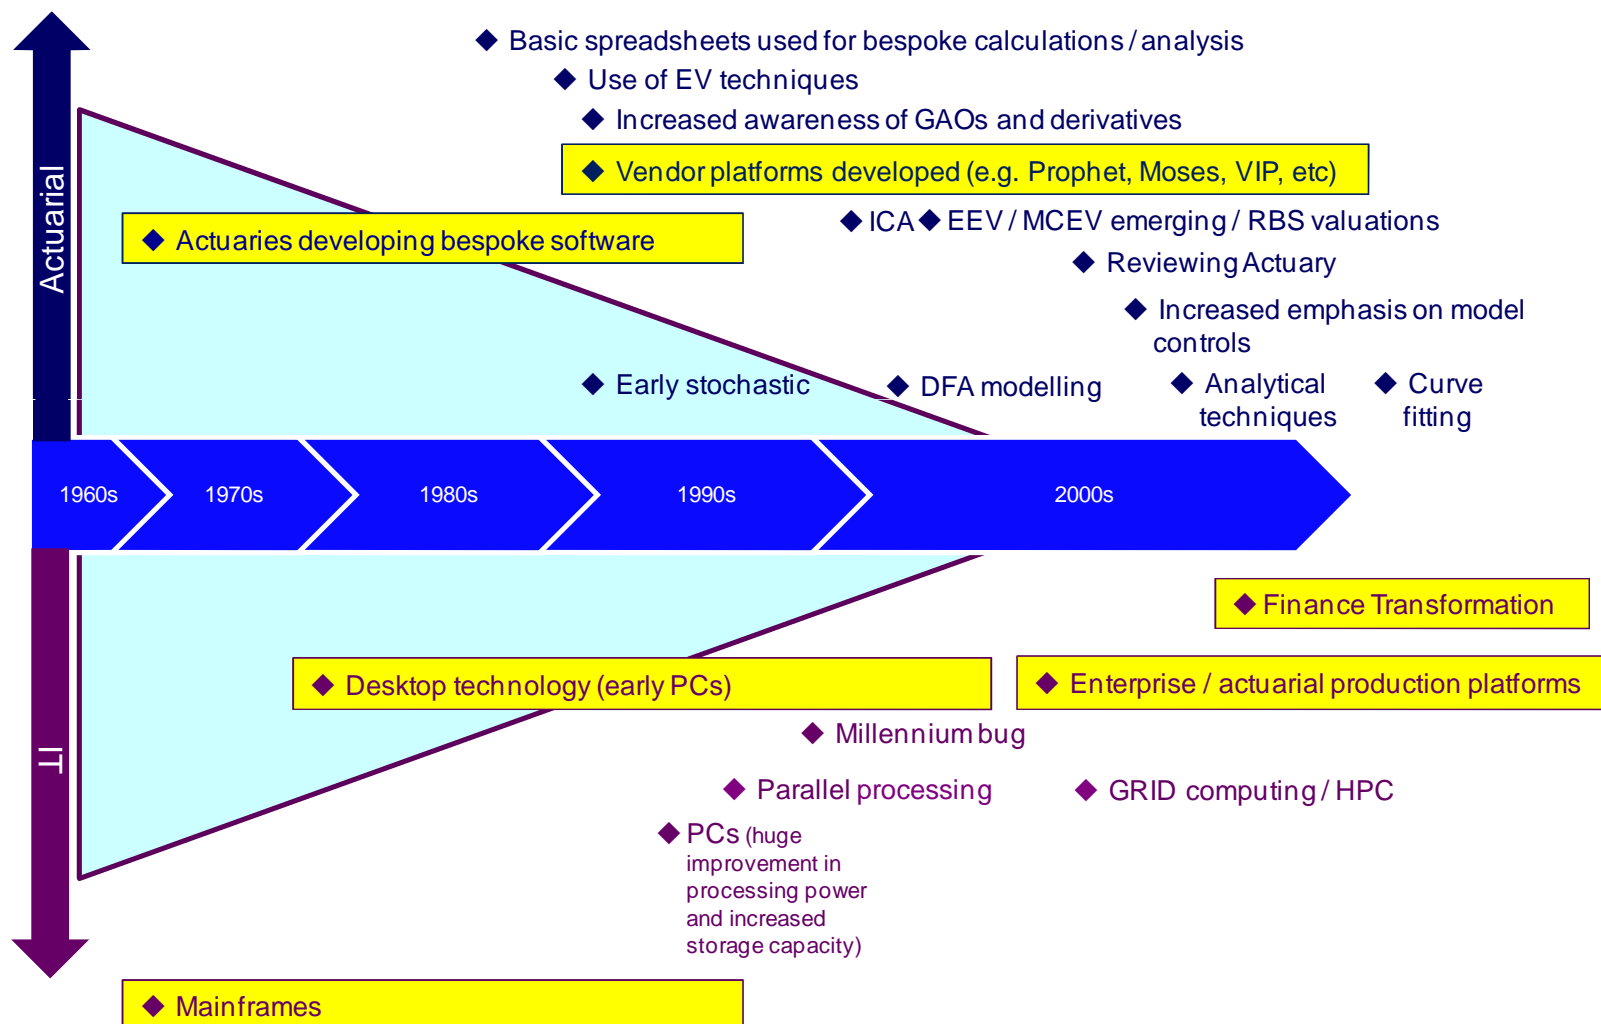 ◆ Basic spreadsheets used for bespoke calculations / analysis
◆ Use of EV techniques
◆ Increased awareness of GAOs and derivatives
◆ Vendor platforms developed (e.g. Prophet, Moses, VIP, etc)
Actuarial
◆ Actuaries developing bespoke software
◆ ICA ◆ EEV / MCEV emerging / RBS valuations
◆ Reviewing Actuary
◆ Increased emphasis on model
controls
◆ Early stochastic
◆ DFA modelling
◆ Analytical
techniques
◆ Curve
fitting
1960s
1970s
1980s
1990s
2000s
IT
◆ Finance Transformation
◆ Desktop technology (early PCs)
◆ Enterprise / actuarial production platforms
◆ Millennium bug
◆ Parallel processing
◆ GRID computing / HPC
◆ PCs (huge
improvement in
processing power
and increased
storage capacity)
◆ Mainframes